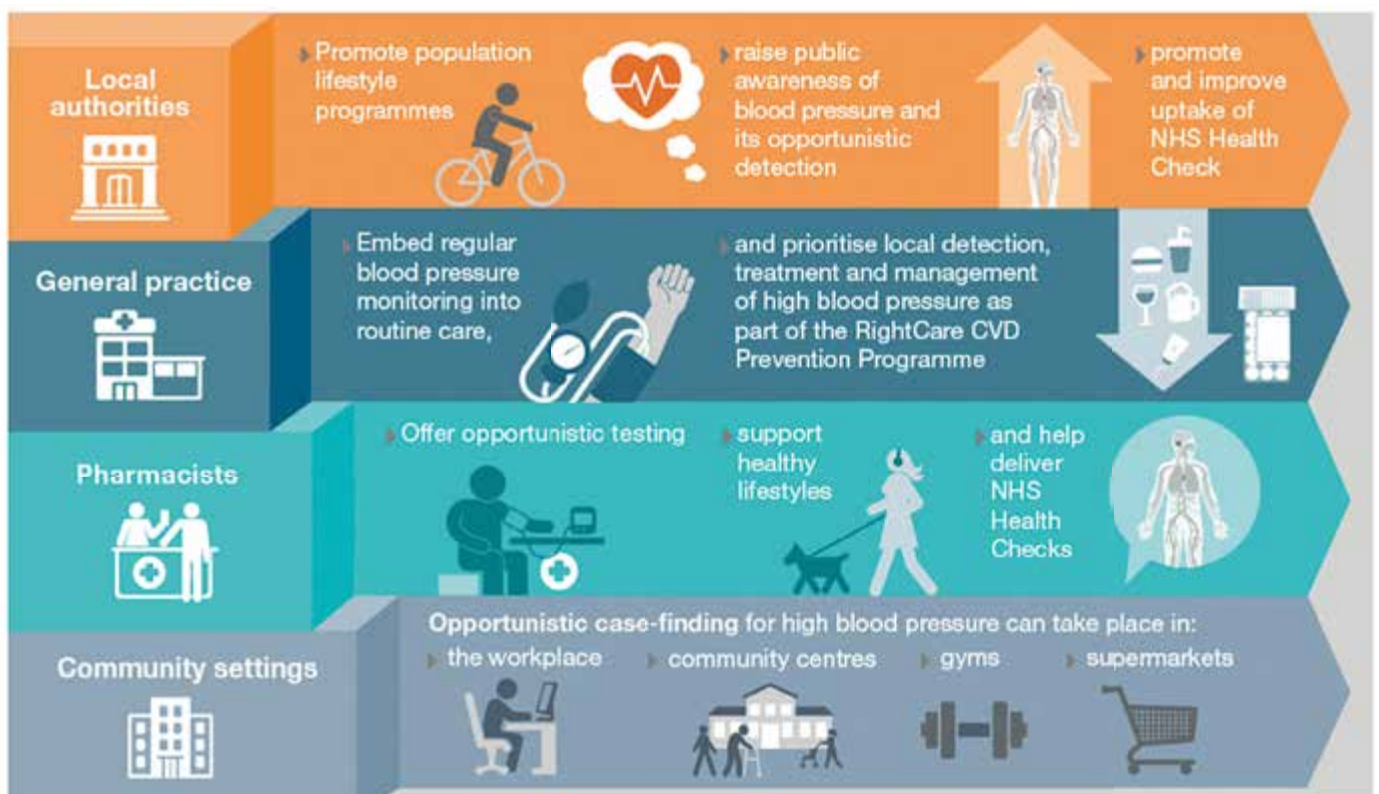 Local
authorities
Promote population
lifestyle
programmes
raise public
awareness of
blood pressure and
its opportunistic
detection
promote
and improve
uptake of
NHS Health
Check
General practice
Embed regular
blood pressure
monitoring into
routine care,
and prioritise local detection,
treatment and management
of high blood pressure as
part of the RightCare CVD
Prevention Programme
Pharmacists
Offer opportunistic testing
support
healthy
lifestyles
and help
deliver
NHS
Health
Checks
Community settings
Opportunistic case-finding for high blood pressure can take place in:
the workplace
community centres
gyms
supermarkets